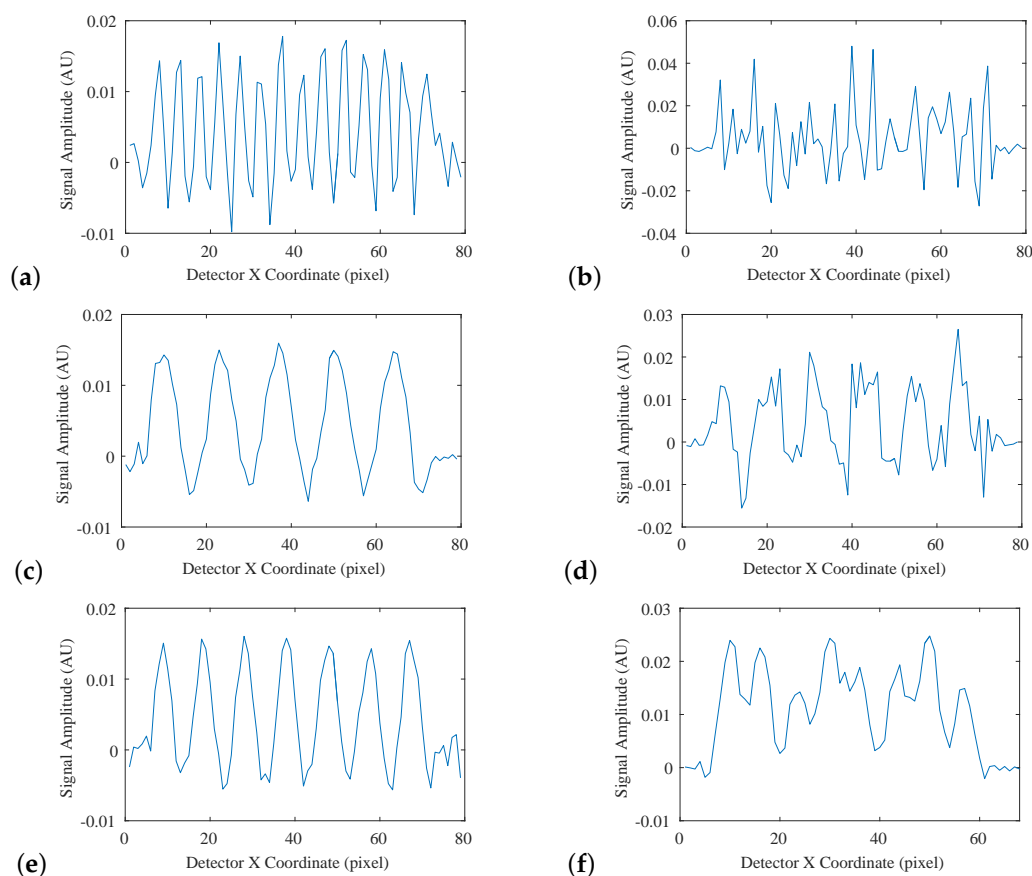 0.02
0.01
0
-0.01
Signal Amplitude (AU)
0 20 40 60 80
Detector X Coordinate (pixel)
(a)
0.06
0.04
0.02
0
-0.02
-0.04
Signal Amplitude (AU)
0 20 40 60 80
Detector X Coordinate (pixel)
(b)
0.02
0.01
0
-0.01
Signal Amplitude (AU)
0 20 40 60 80
Detector X Coordinate (pixel)
(c)
0.03
0.02
0.01
0
-0.01
-0.02
Signal Amplitude (AU)
0 20 40 60 80
Detector X Coordinate (pixel)
(d)
0.02
0.01
0
-0.01
Signal Amplitude (AU)
0 20 40 60 80
Detector X Coordinate (pixel)
(e)
0.03
0.02
0.01
0
-0.01
Signal Amplitude (AU)
0 20 40 60
Detector X Coordinate (pixel)
(f)